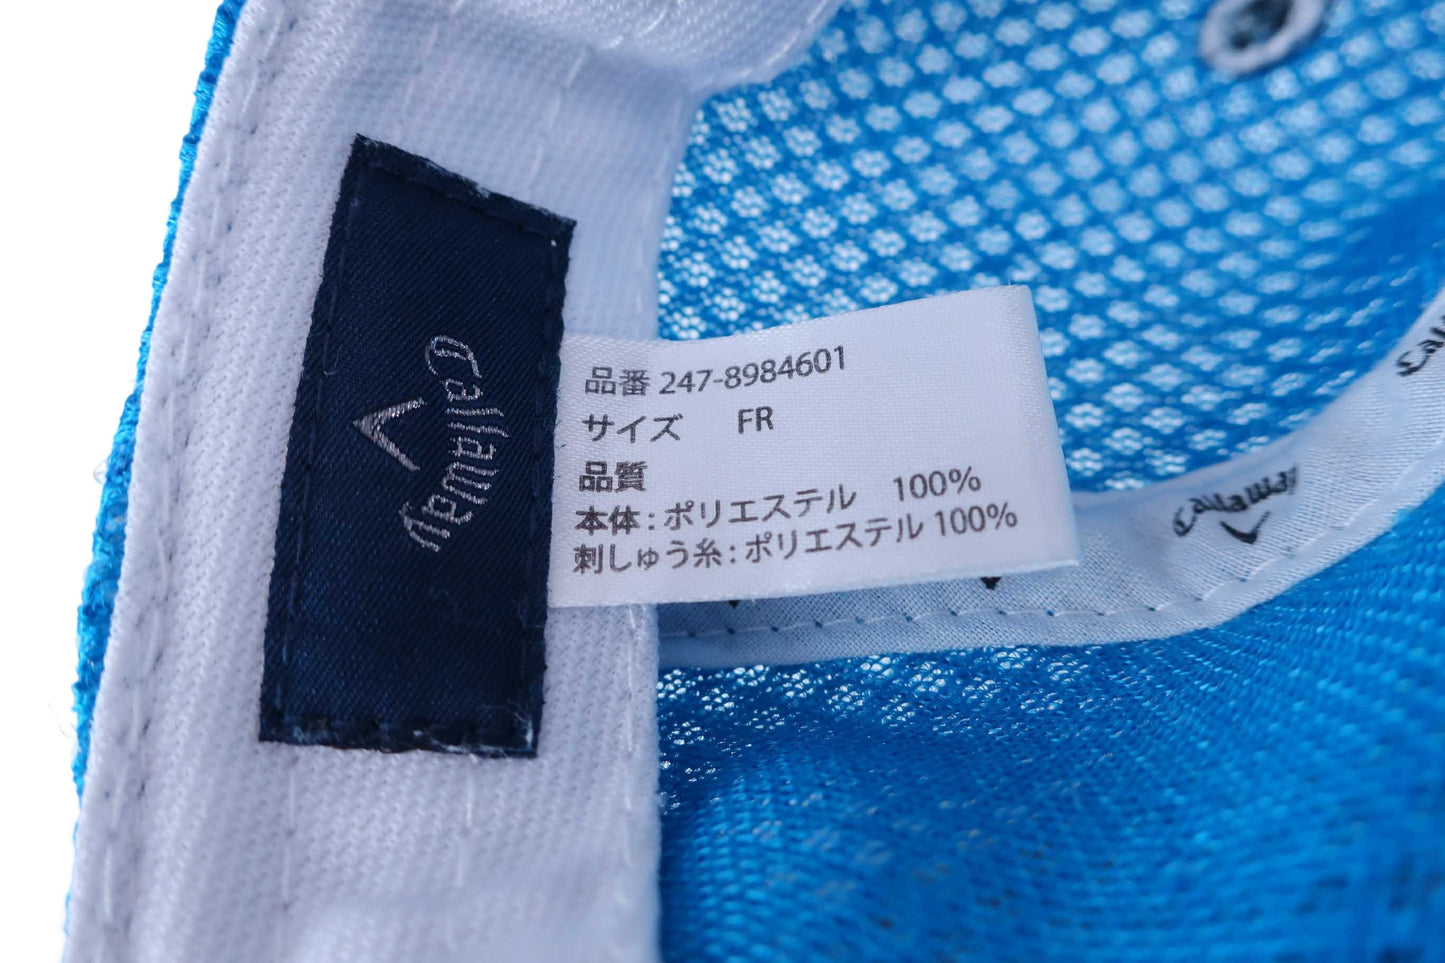 Callaway
品番 247-8984601
サイズ FR
品質
本体 : ポリエステル 100%
刺しゅう糸 : ポリエステル 100%
Callaway